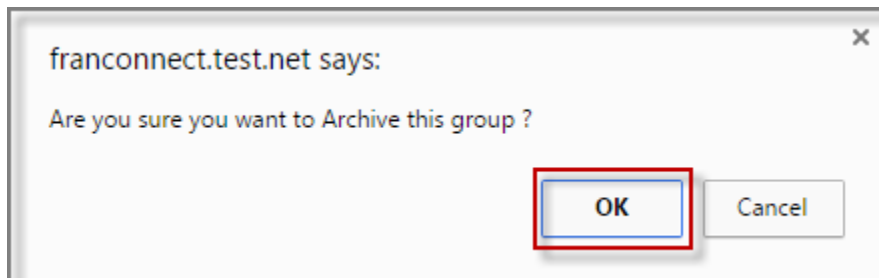 franconnect.test.net says:
Are you sure you want to Archive this group ?
OK
Cancel